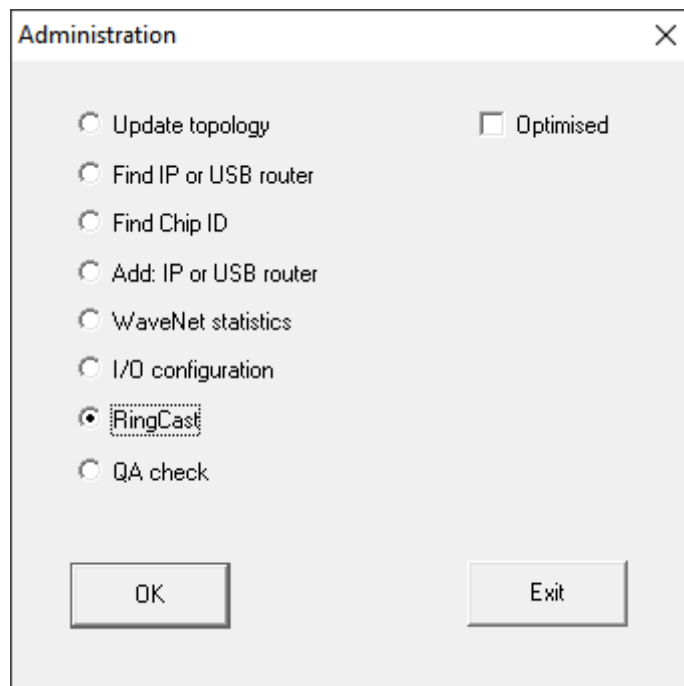 Administration
Update topology
Optimised
Find IP or USB router
Find Chip ID
Add: IP or USB router
WaveNet statistics
I/O configuration
RingCast
QA check
OK
Exit